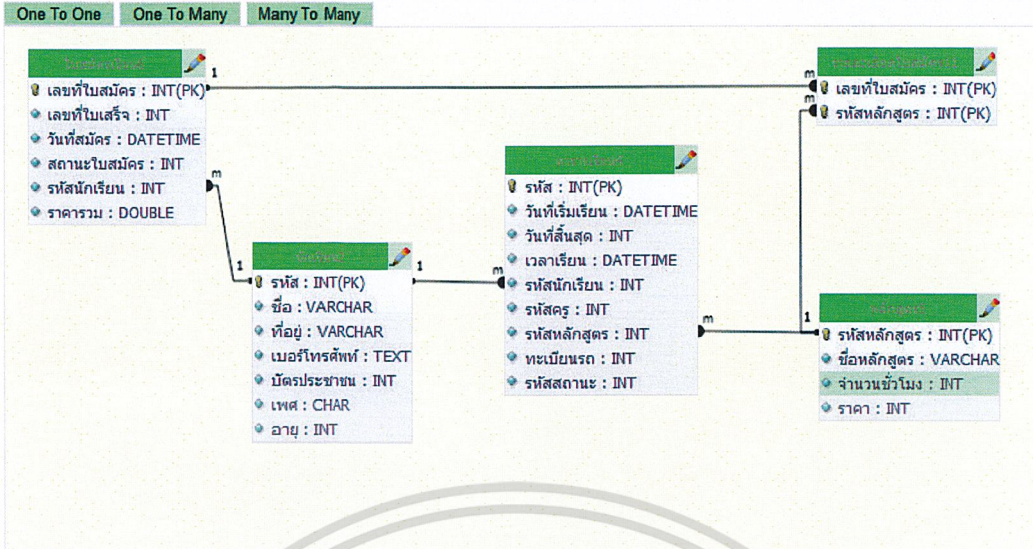 One To One One To Many Many To Many
เลขที่ใบสมัคร : INT(PK)
เลขที่ใบเสร็จ : INT
วันที่สมัคร : DATETIME
สถานะใบสมัคร : INT
รหัสนักเรียน : INT
ราคารวม : DOUBLE
1
m
1
รหัส : INT(PK)
ชื่อ : VARCHAR
ที่อยู่ : VARCHAR
เบอร์โทรศัพท์ : TEXT
บัตรประชาชน : INT
เพศ : CHAR
อายุ : INT
1
m
รหัส : INT(PK)
วันที่เริ่มเรียน : DATETIME
วันที่สิ้นสุด : INT
เวลาเรียน : DATETIME
รหัสนักเรียน : INT
รหัสครู : INT
รหัสหลักสูตร : INT
ทะเบียนรถ : INT
รหัสสถานะ : INT
m
m
เลขที่ใบสมัคร : INT(PK)
m
รหัสหลักสูตร : INT(PK)
1
รหัสหลักสูตร : INT(PK)
ชื่อหลักสูตร : VARCHAR
จำนวนชั่วโมง : INT
ราคา : INT